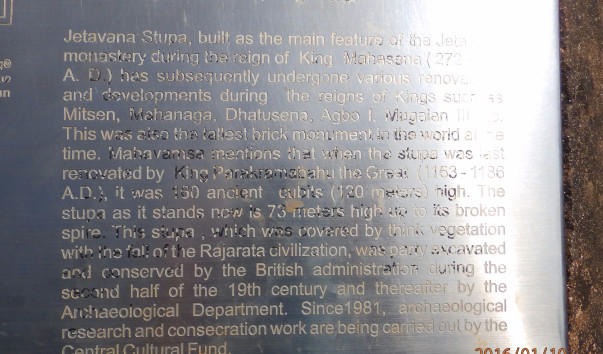 Jetavana Stupa, built as the main feature of the Jeta
monastery during the reign of King Mahasena (272
A. D.) has subsequently undergone various renova
and developments during the reigns of Kings such as
Mitsen, Mahanaga, Dhatusena, Agbo I, Mugalan III
This was also the tallest brick monument in the world at the
time. Mahavamsa mentions that when the stupa was last
renovated by King Parakramabahu the Great (1153-1186
A.D.), it was 150 ancient cubits (120 meters) high. The
stupa as it stands now is 73 meters high up to its broken
spire. This stupa , which was covered by think vegetation
with the fall of the Rajarata civilization, was party excavated
and conserved by the British administration during the
second half of the 19th century and thereafter by the
Archaeological Department. Since1981, archaeological
research and consecration work are being carried out by the
Central Cultural Fund.